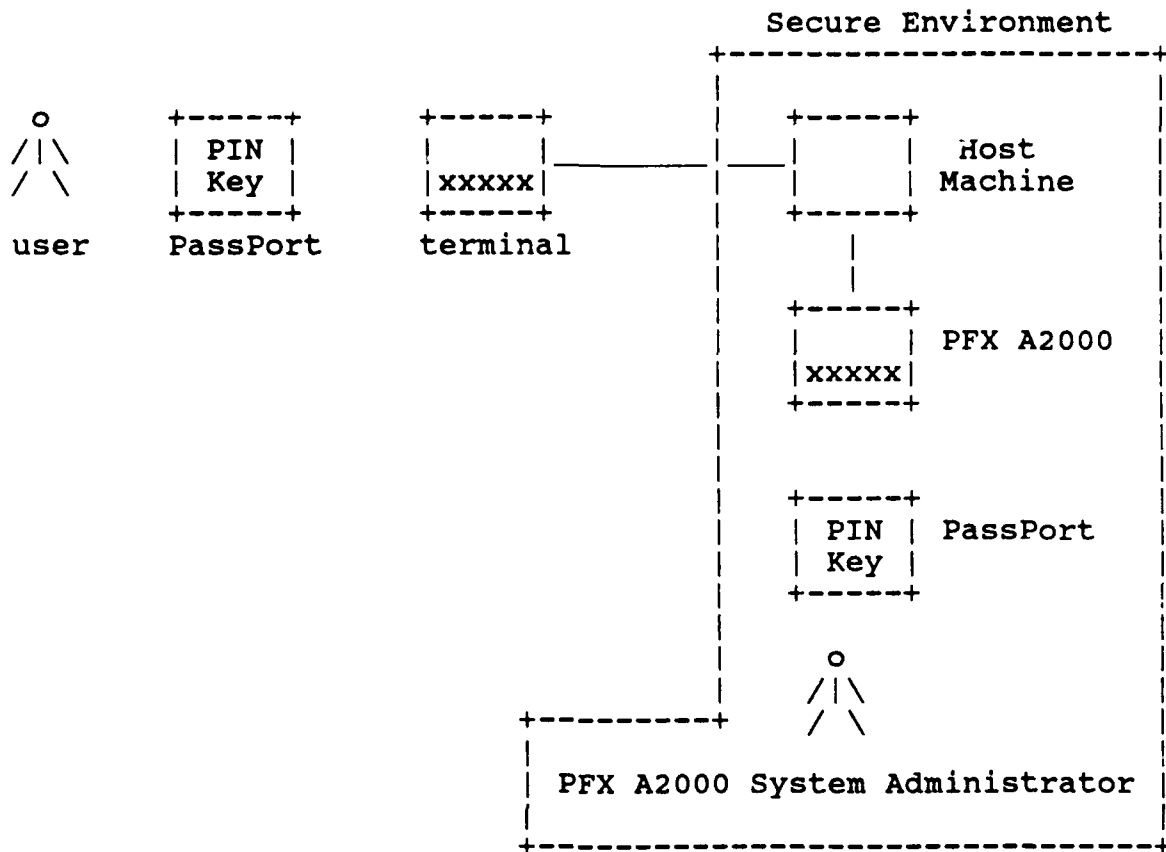 Secure Environment
PIN
Key
xxxxx
Host
Machine
user PassPort terminal
PFX A2000
xxxxx
PIN
Key
PassPort
PFX A2000 System Administrator